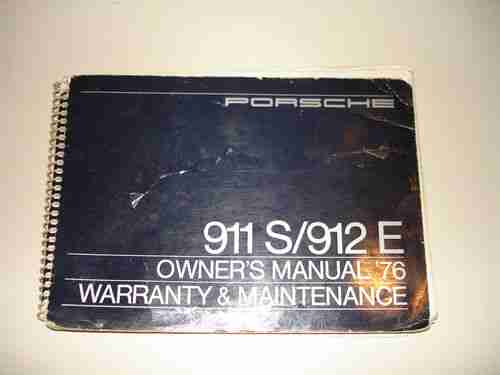 PORSCHE
911 S/912 E
OWNER'S MANUAL '76
WARRANTY & MAINTENANCE